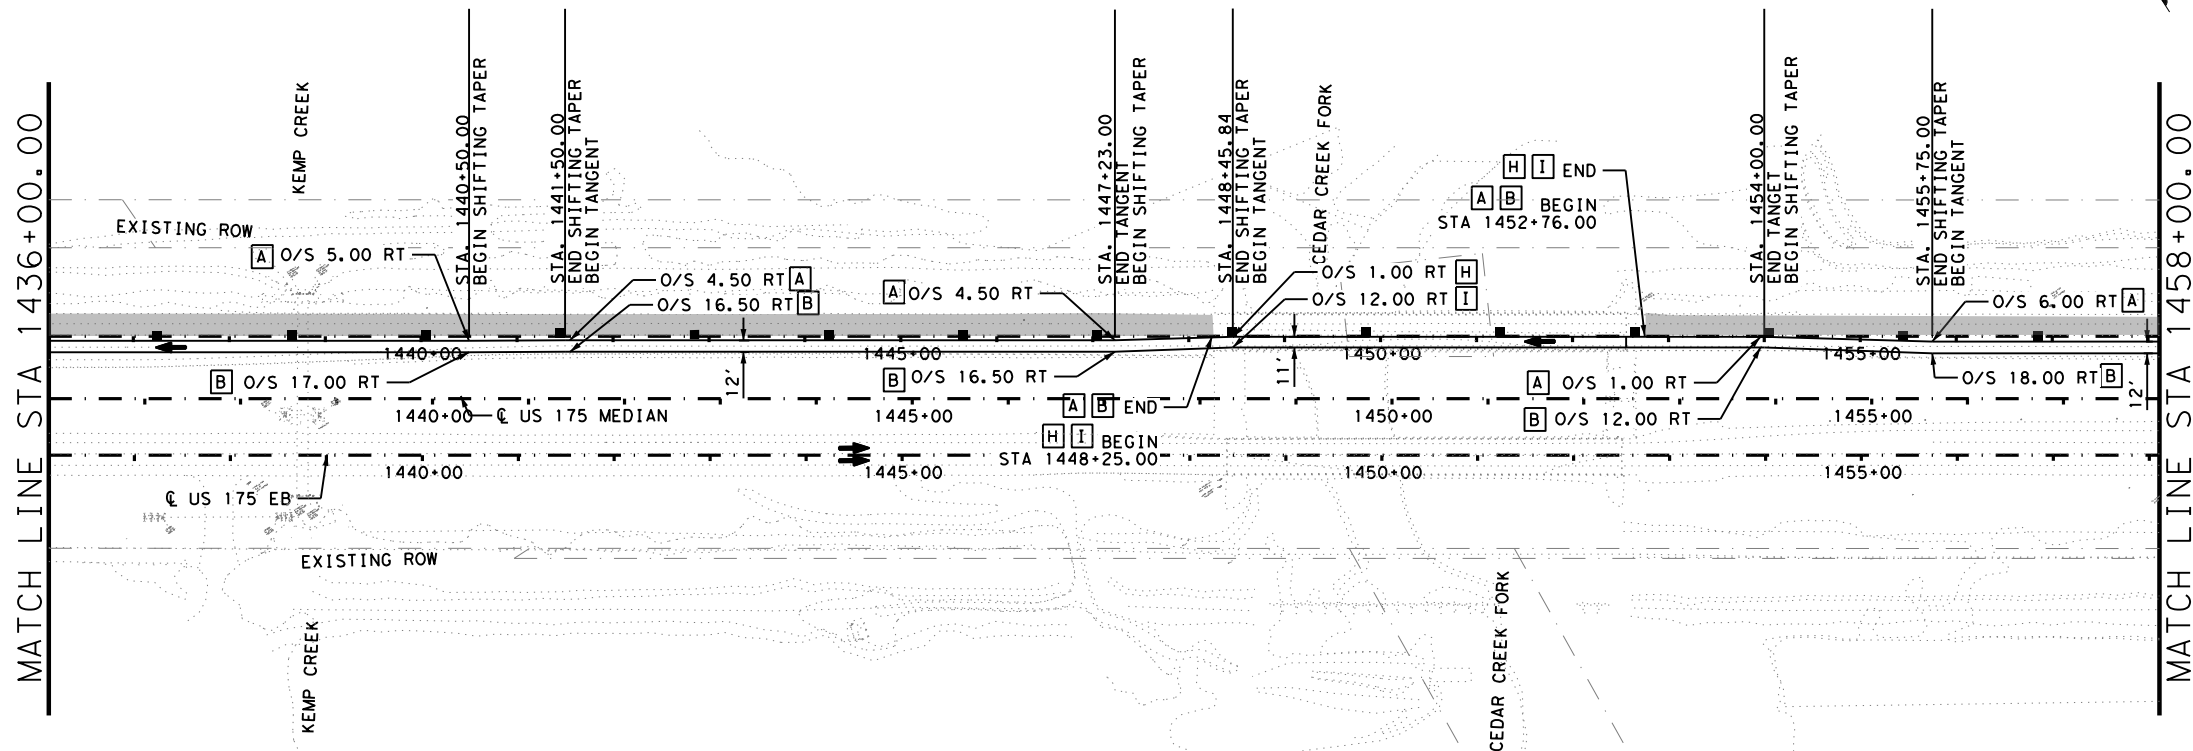 MATCH LINE STA 1436+00.00
KEMP CREEK
EXISTING ROW
A O/S 5.00 RT
STA. 1440+50.00
BEGIN SHIFTING TAPER
STA. 1441+50.00
END SHIFTING TAPER
BEGIN TANGENT
O/S 4.50 RT A
O/S 16.50 RT B
A O/S 4.50 RT
STA. 1447+23.00
END TANGENT
BEGIN SHIFTING TAPER
STA. 1448+45.84
END SHIFTING TAPER
BEGIN TANGENT
CEDAR CREEK FORK
O/S 1.00 RT H
O/S 12.00 RT I
H I END
A B BEGIN
STA 1452+76.00
STA. 1454+00.00
END TANGET
BEGIN SHIFTING TAPER
STA. 1455+75.00
END SHIFTING TAPER
BEGIN TANGENT
O/S 6.00 RT A
1440+00
1445+00
1450+00
1455+00
B O/S 17.00 RT
12'
B O/S 16.50 RT
11'
A O/S 1.00 RT
O/S 18.00 RT B
12'
1440+00
℄ US 175 MEDIAN
1445+00
A B END
H I BEGIN
STA 1448+25.00
1450+00
B O/S 12.00 RT
1455+00
1440+00
1445+00
1450+00
1455+00
℄ US 175 EB
EXISTING ROW
KEMP CREEK
CEDAR CREEK FORK
MATCH LINE STA 1458+00.00